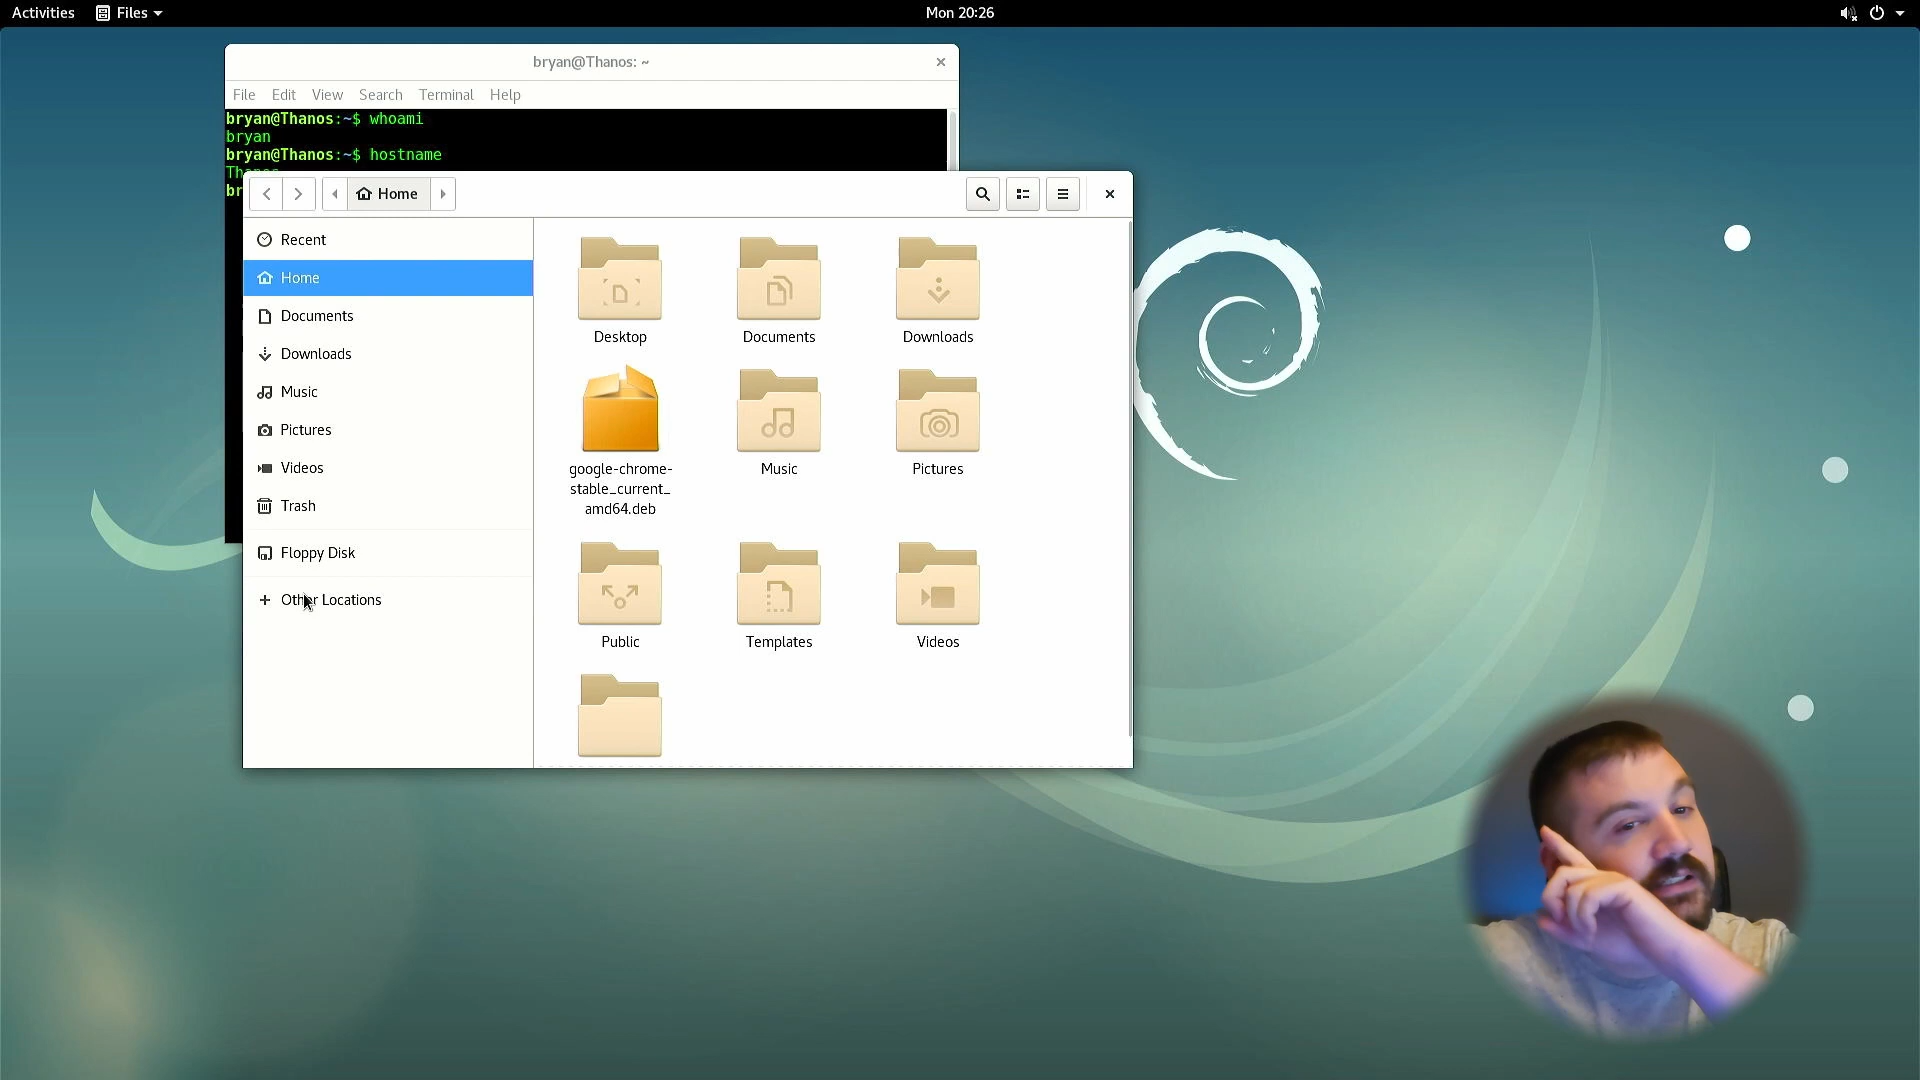 Activities Files Mon 20:26
bryan@Thanos: ~
File Edit View Search Terminal Help
bryan@Thanos:~$ whoami
bryan
bryan@Thanos:~$ hostname
Home
Recent
Home
Documents
Downloads
Music
Pictures
Videos
Trash
Floppy Disk
+ Other Locations
Desktop Documents Downloads
google-chrome-
stable_current_
amd64.deb
Music Pictures
Public Templates Videos